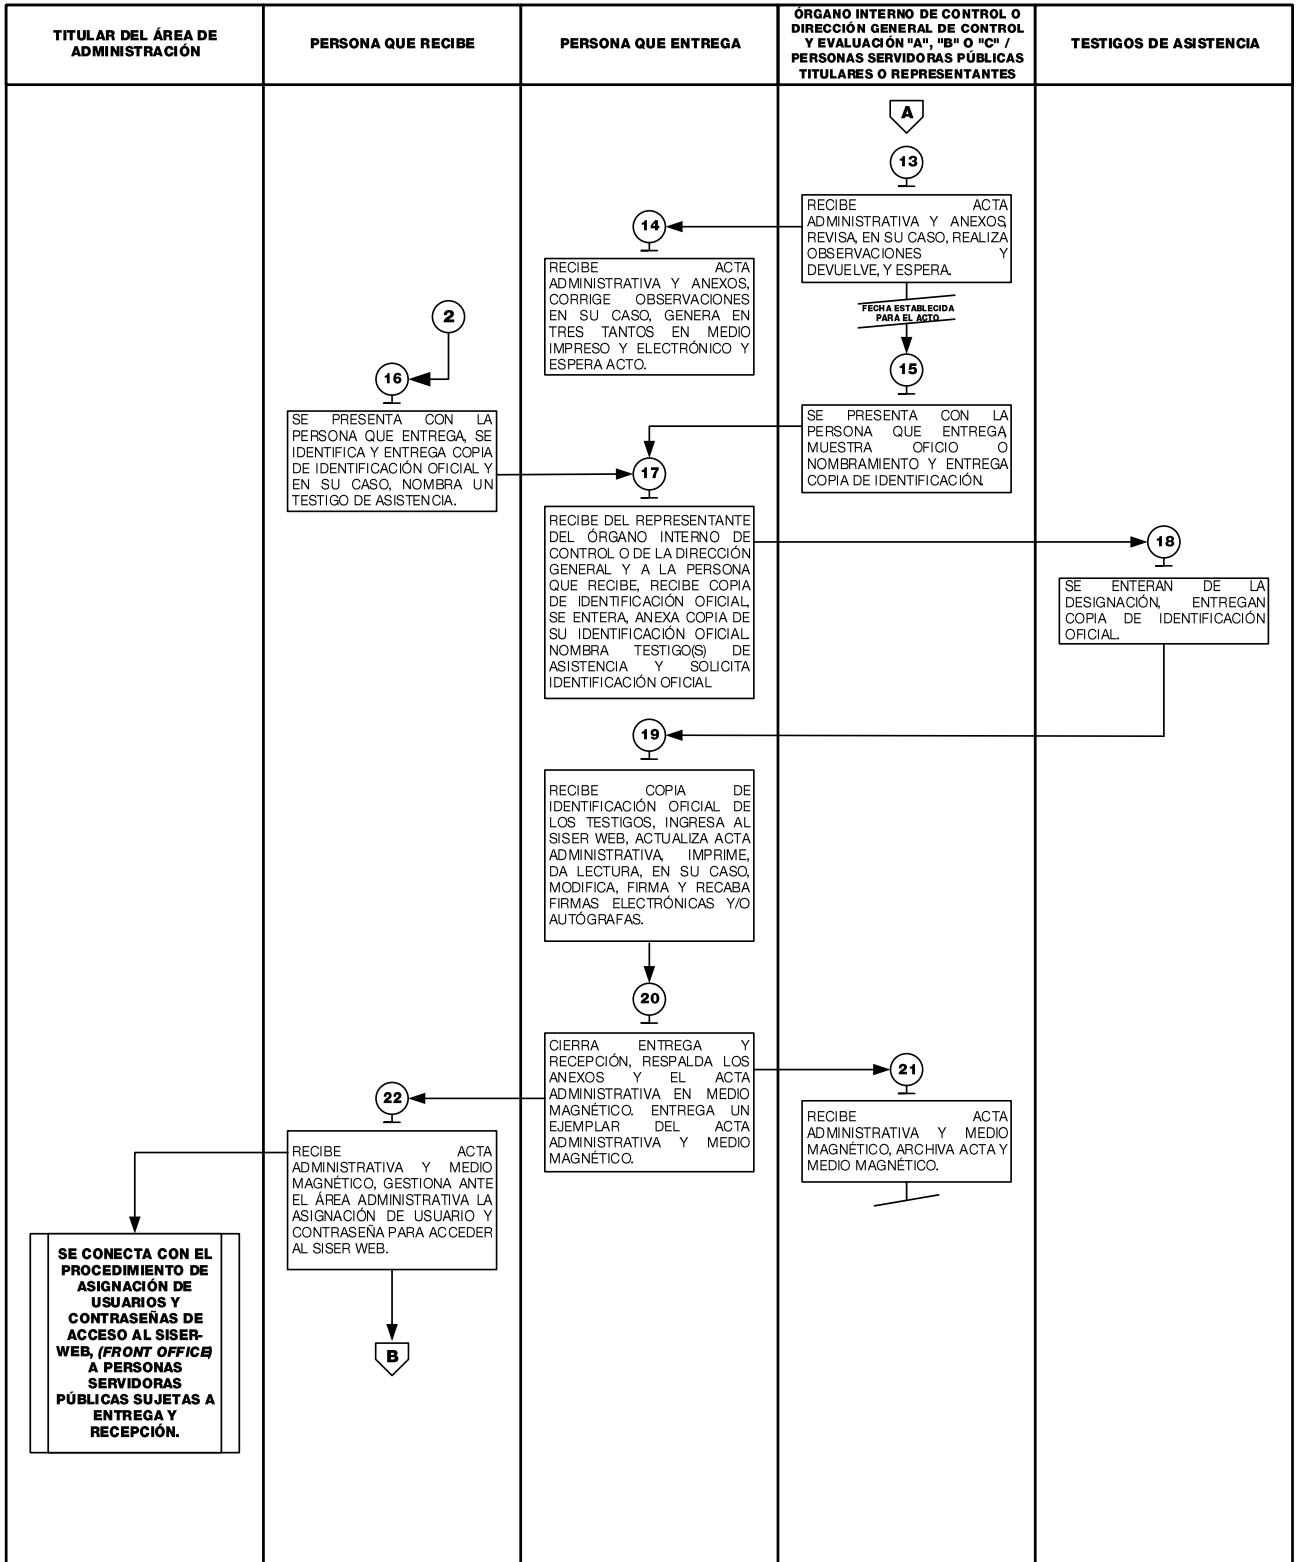 TITULAR DEL ÁREA DE
ADMINISTRACIÓN
PERSONA QUE RECIBE
PERSONA QUE ENTREGA
ÓRGANO INTERNO DE CONTROL O
DIRECCIÓN GENERAL DE CONTROL
Y EVALUACIÓN "A", "B" O "C" /
PERSONAS SERVIDORAS PÚBLICAS
TITULARES O REPRESENTANTES
TESTIGOS DE ASISTENCIA
A
13
RECIBE ACTA
ADMINISTRATIVA Y ANEXOS,
REVISA, EN SU CASO, REALIZA
OBSERVACIONES Y
DEVUELVE, Y ESPERA.
14
RECIBE ACTA
ADMINISTRATIVA Y ANEXOS,
CORRIGE OBSERVACIONES
EN SU CASO, GENERA EN
TRES TANTOS EN MEDIO
IMPRESO Y ELECTRÓNICO Y
ESPERA ACTO.
FECHA ESTABLECIDA
PARA EL ACTO
15
SE PRESENTA CON LA
PERSONA QUE ENTREGA,
MUESTRA OFICIO O
NOMBRAMIENTO Y ENTREGA
COPIA DE IDENTIFICACIÓN.
2
16
SE PRESENTA CON LA
PERSONA QUE ENTREGA, SE
IDENTIFICA Y ENTREGA COPIA
DE IDENTIFICACIÓN OFICIAL Y
EN SU CASO, NOMBRA UN
TESTIGO DE ASISTENCIA.
17
RECIBE DEL REPRESENTANTE
DEL ÓRGANO INTERNO DE
CONTROL O DE LA DIRECCIÓN
GENERAL Y A LA PERSONA
QUE RECIBE, RECIBE COPIA
DE IDENTIFICACIÓN OFICIAL,
SE ENTERA, ANEXA COPIA DE
SU IDENTIFICACIÓN OFICIAL.
NOMBRA TESTIGO(S) DE
ASISTENCIA Y SOLICITA
IDENTIFICACIÓN OFICIAL
18
SE ENTERAN DE LA
DESIGNACIÓN, ENTREGAN
COPIA DE IDENTIFICACIÓN
OFICIAL.
19
RECIBE COPIA DE
IDENTIFICACIÓN OFICIAL DE
LOS TESTIGOS, INGRESA AL
SISER WEB, ACTUALIZA ACTA
ADMINISTRATIVA, IMPRIME,
DA LECTURA, EN SU CASO,
MODIFICA, FIRMA Y RECABA
FIRMAS ELECTRÓNICAS Y/O
AUTÓGRAFAS.
20
CIERRA ENTREGA Y
RECEPCIÓN, RESPALDA LOS
ANEXOS Y EL ACTA
ADMINISTRATIVA EN MEDIO
MAGNÉTICO. ENTREGA UN
EJEMPLAR DEL ACTA
ADMINISTRATIVA Y MEDIO
MAGNÉTICO.
21
RECIBE ACTA
ADMINISTRATIVA Y MEDIO
MAGNÉTICO, ARCHIVA ACTA Y
MEDIO MAGNÉTICO.
22
RECIBE ACTA
ADMINISTRATIVA Y MEDIO
MAGNÉTICO, GESTIONA ANTE
EL ÁREA ADMINISTRATIVA LA
ASIGNACIÓN DE USUARIO Y
CONTRASEÑA PARA ACCEDER
AL SISER WEB.
SE CONECTA CON EL
PROCEDIMIENTO DE
ASIGNACIÓN DE
USUARIOS Y
CONTRASEÑAS DE
ACCESO AL SISER-
WEB, (FRONT OFFICE)
A PERSONAS
SERVIDORAS
PÚBLICAS SUJETAS A
ENTREGA Y
RECEPCIÓN.
B